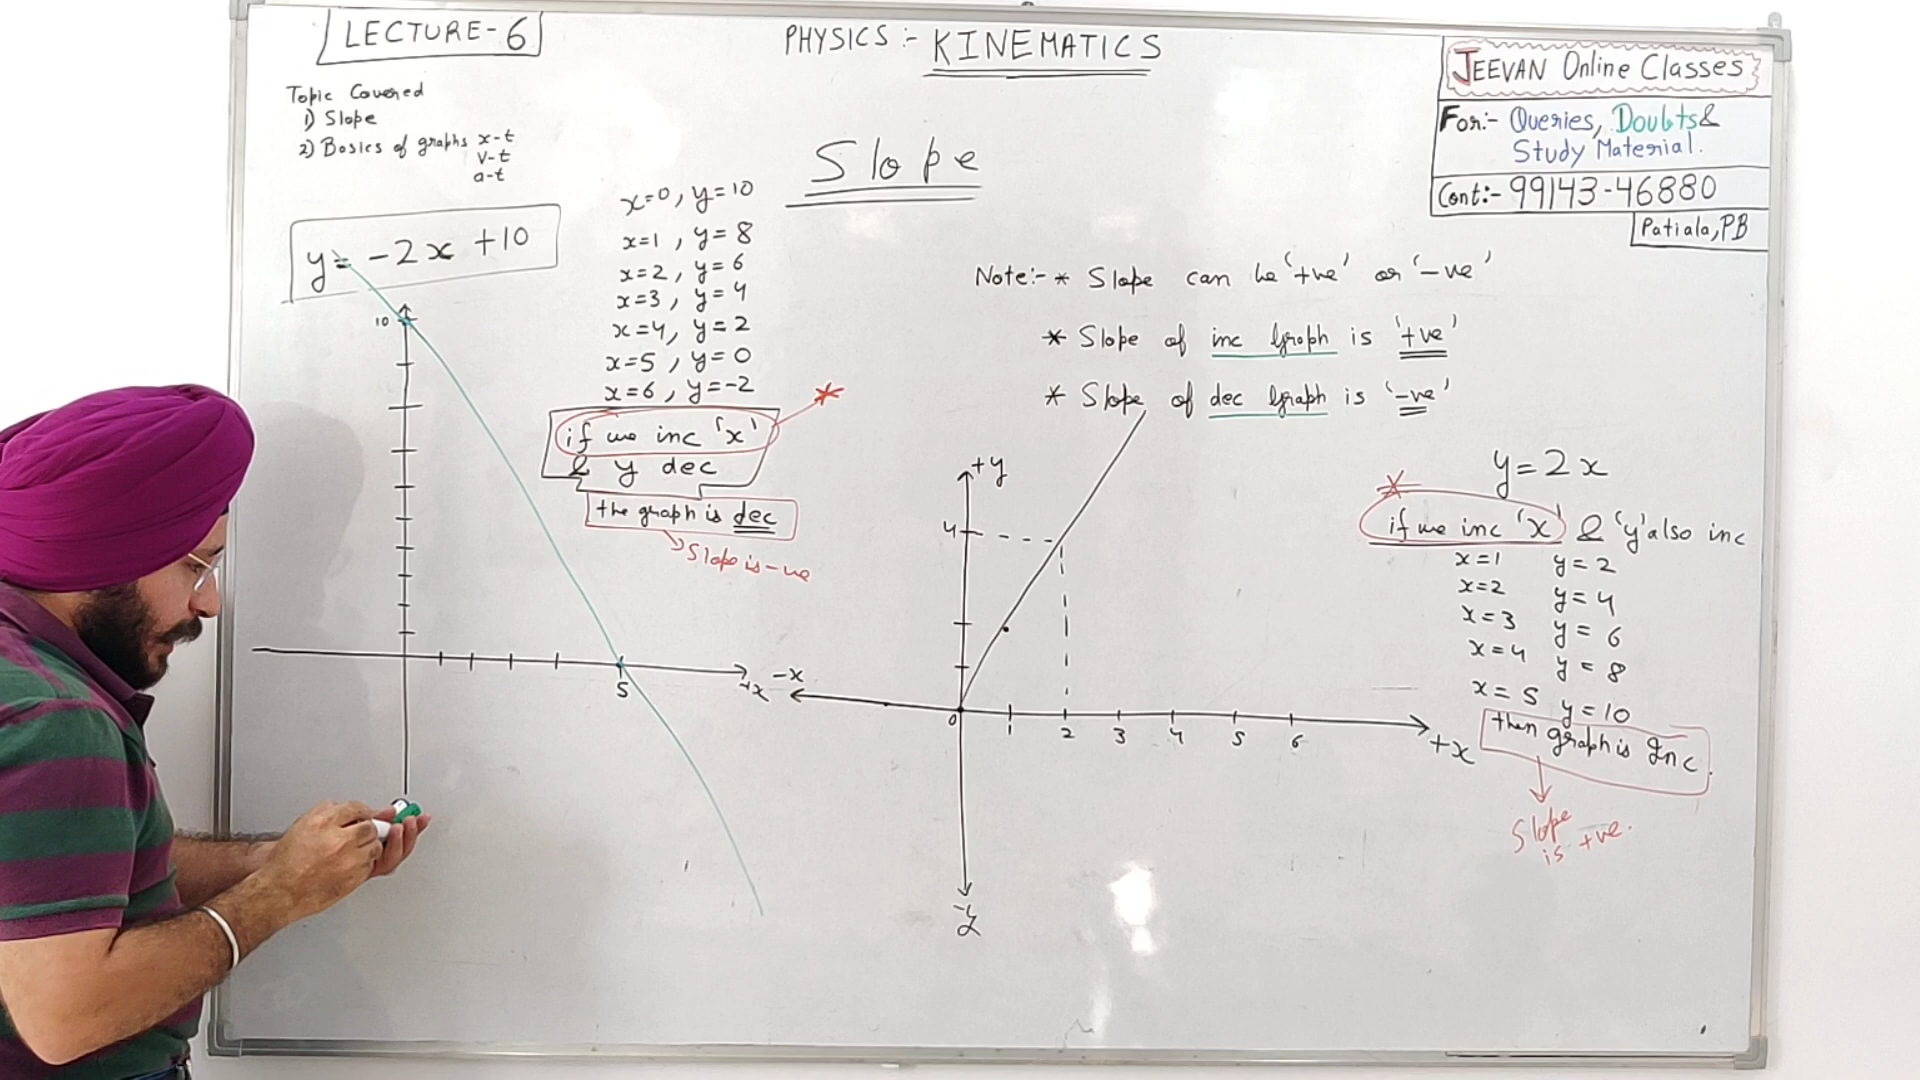 LECTURE-6
PHYSICS:- KINEMATICS
JEEVAN Online Classes
For:- Queries, Doubts &
Study Material.
Cont:- 99143-46880
Patiala, PB
Topic Covered
1) Slope
2) Basics of graphs x-t
v-t
a-t
Slope
y = -2x +10
x=0, y=10
x=1, y=8
x=2, y=6
x=3, y=4
x=4, y=2
x=5, y=0
x=6, y=-2
if we inc 'x'
& y dec
the graph is dec
Slope is -ve
10
5
+x
Note:- * Slope can be '+ve' or '-ve'
* Slope of inc Graph is '+ve'
* Slope of dec Graph is '-ve'
+y
4
-x
0 1 2 3 4 5 6
+x
-y
y=2x
if we inc 'x' & 'y' also inc
x=1 y=2
x=2 y=4
x=3 y=6
x=4 y=8
x=5 y=10
then graph is Inc.
Slope
is +ve.